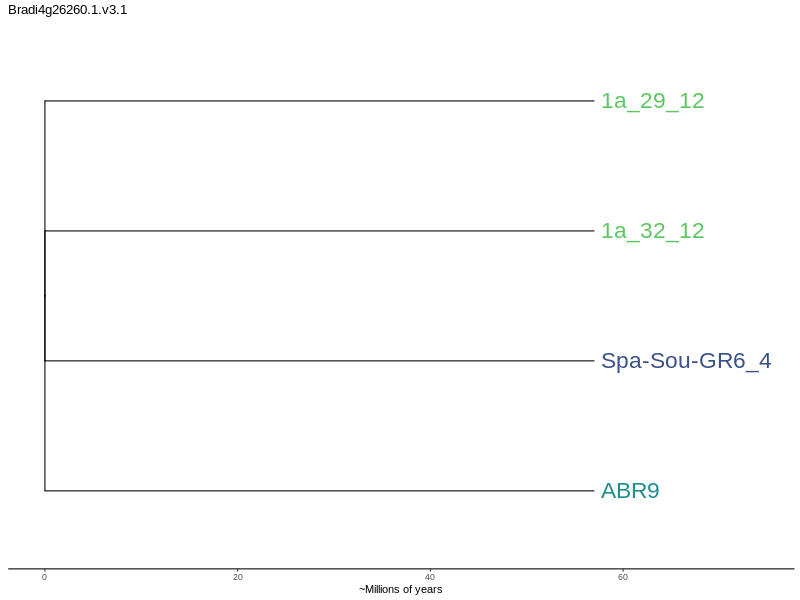 Bradi4g26260.1.v3.1
1a_29_12
1a_32_12
Spa-Sou-GR6_4
ABR9
0 20 40 60
~Millions of years